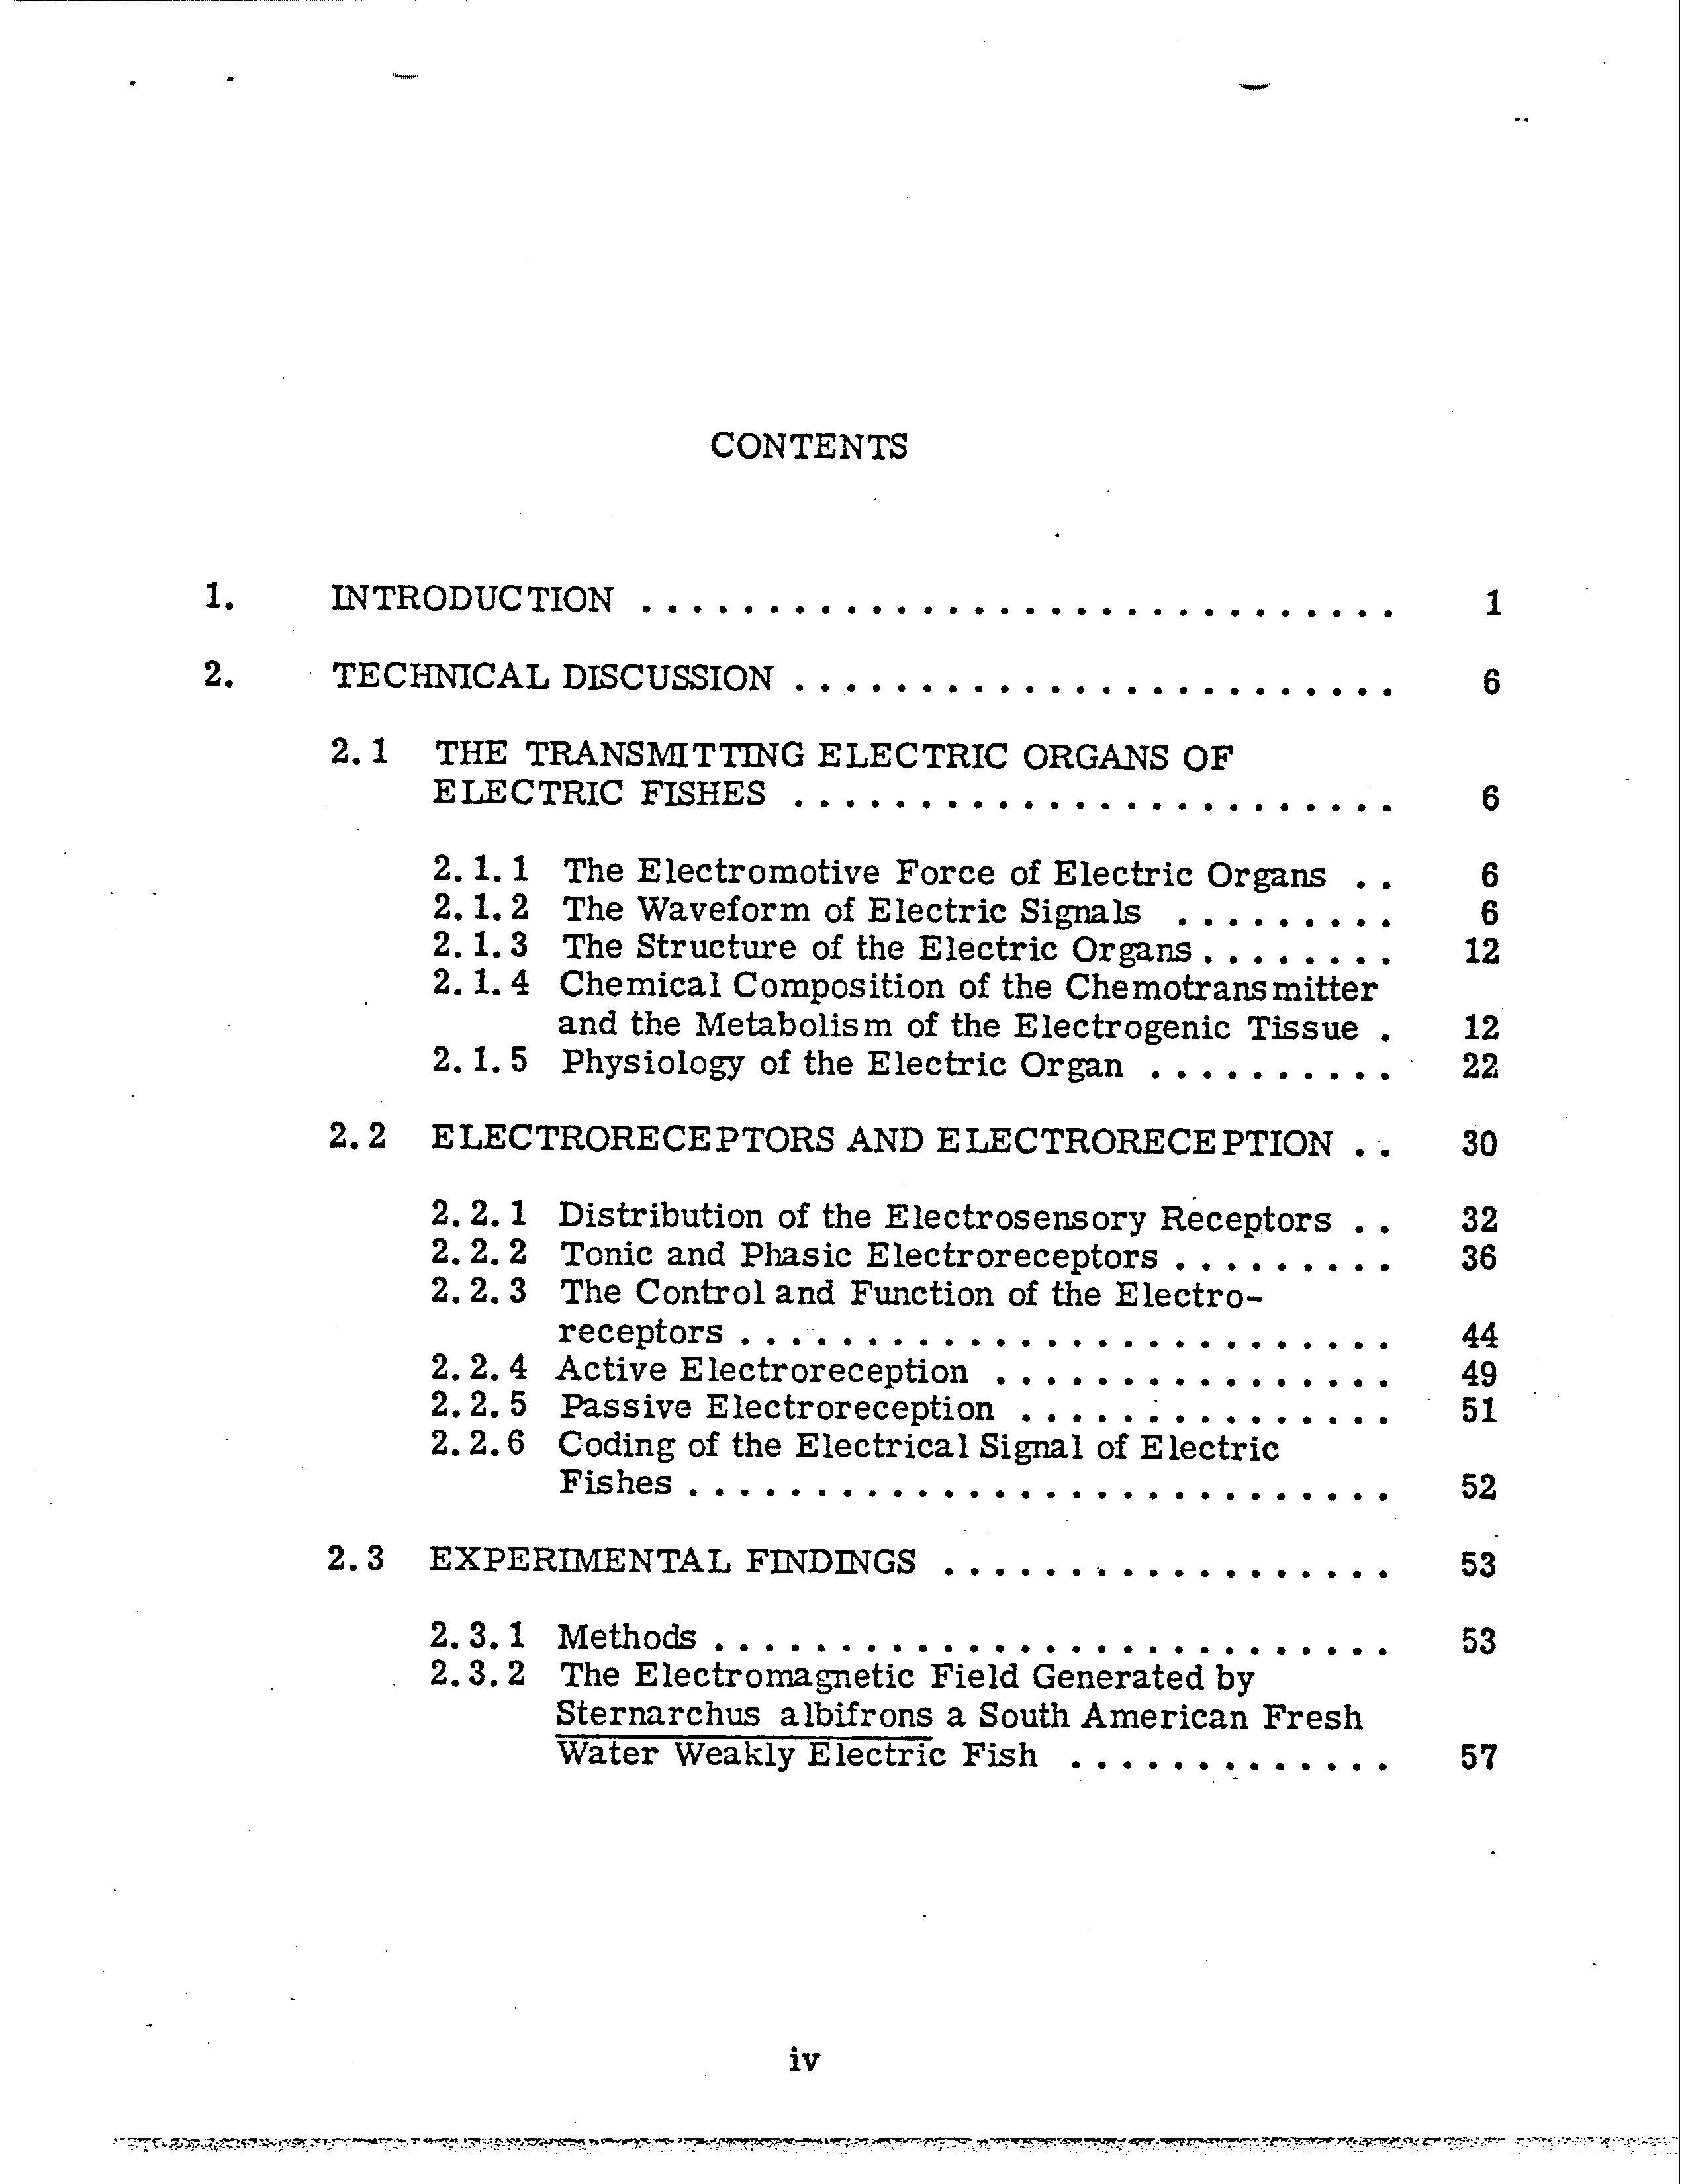 CONTENTS
1. INTRODUCTION .............................. 1
2. TECHNICAL DISCUSSION ........................ 6
2.1 THE TRANSMITTING ELECTRIC ORGANS OF
ELECTRIC FISHES ........................ 6
2.1.1 The Electromotive Force of Electric Organs .. 6
2.1.2 The Waveform of Electric Signals ......... 6
2.1.3 The Structure of the Electric Organs ........ 12
2.1.4 Chemical Composition of the Chemotransmitter
and the Metabolism of the Electrogenic Tissue . 12
2.1.5 Physiology of the Electric Organ .......... 22
2.2 ELECTRORECEPTORS AND ELECTRORECEPTION .. 30
2.2.1 Distribution of the Electrosensory Receptors .. 32
2.2.2 Tonic and Phasic Electroreceptors ......... 36
2.2.3 The Control and Function of the Electro-
receptors .......................... 44
2.2.4 Active Electroreception ................ 49
2.2.5 Passive Electroreception ............... 51
2.2.6 Coding of the Electrical Signal of Electric
Fishes ............................ 52
2.3 EXPERIMENTAL FINDINGS .................. 53
2.3.1 Methods ........................... 53
2.3.2 The Electromagnetic Field Generated by
Sternarchus albifrons a South American Fresh
Water Weakly Electric Fish ............. 57
iv